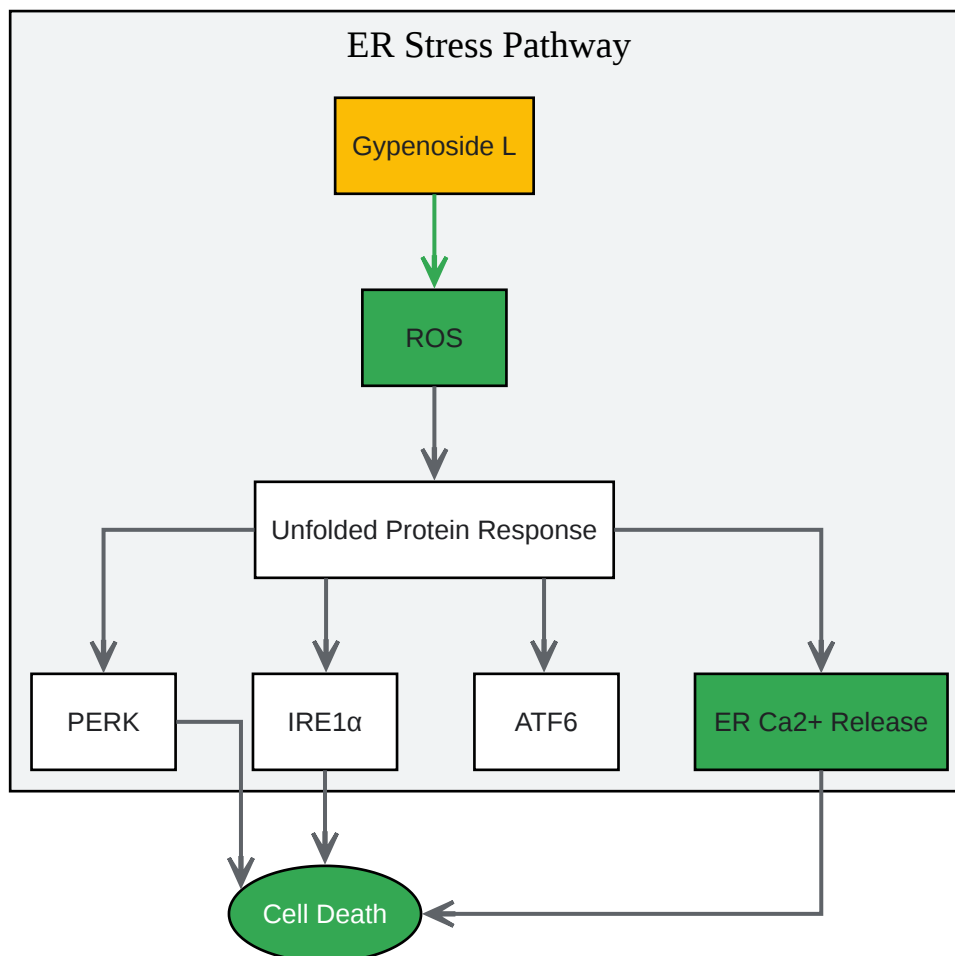 ER Stress Pathway
Gypenoside L
ROS
Unfolded Protein Response
PERK
IRE1α
ATF6
ER Ca2+ Release
Cell Death